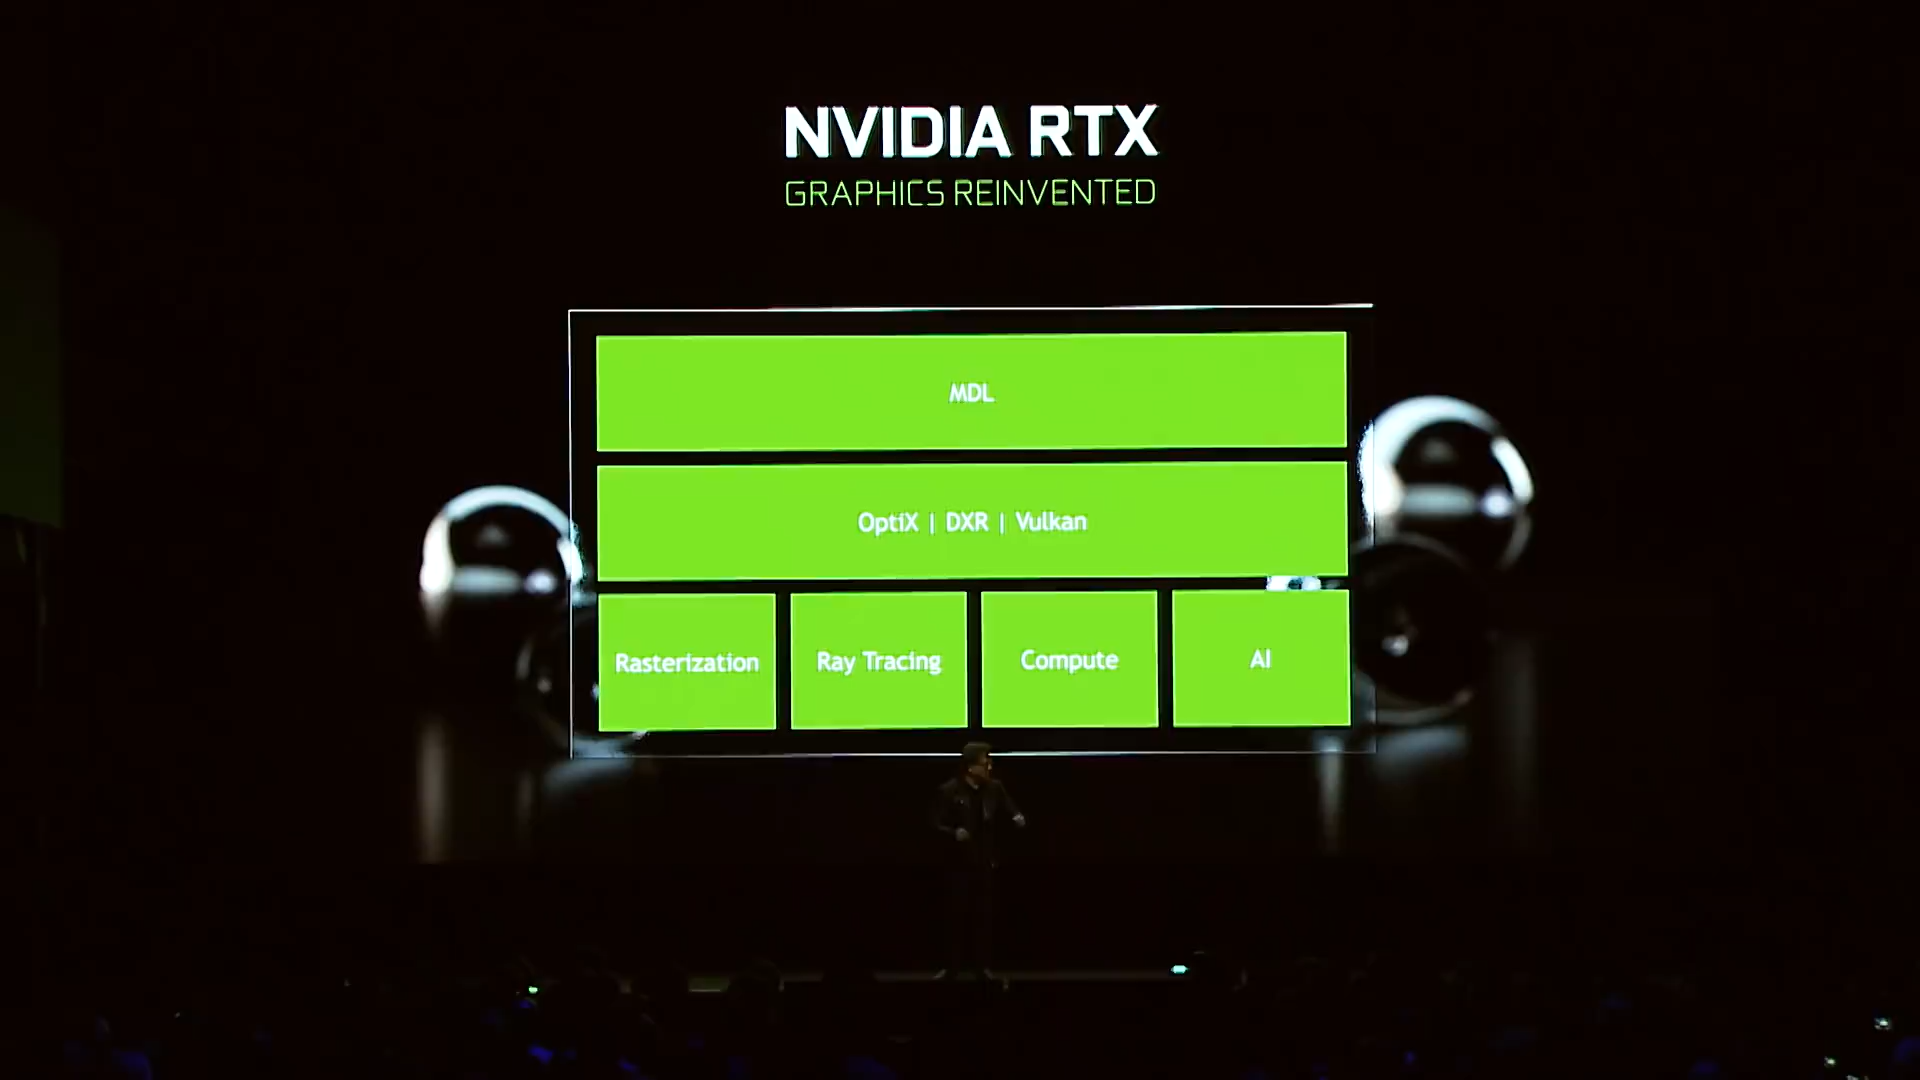 NVIDIA RTX
GRAPHICS REINVENTED
MDL
OptiX | DXR | Vulkan
Rasterization
Ray Tracing
Compute
AI